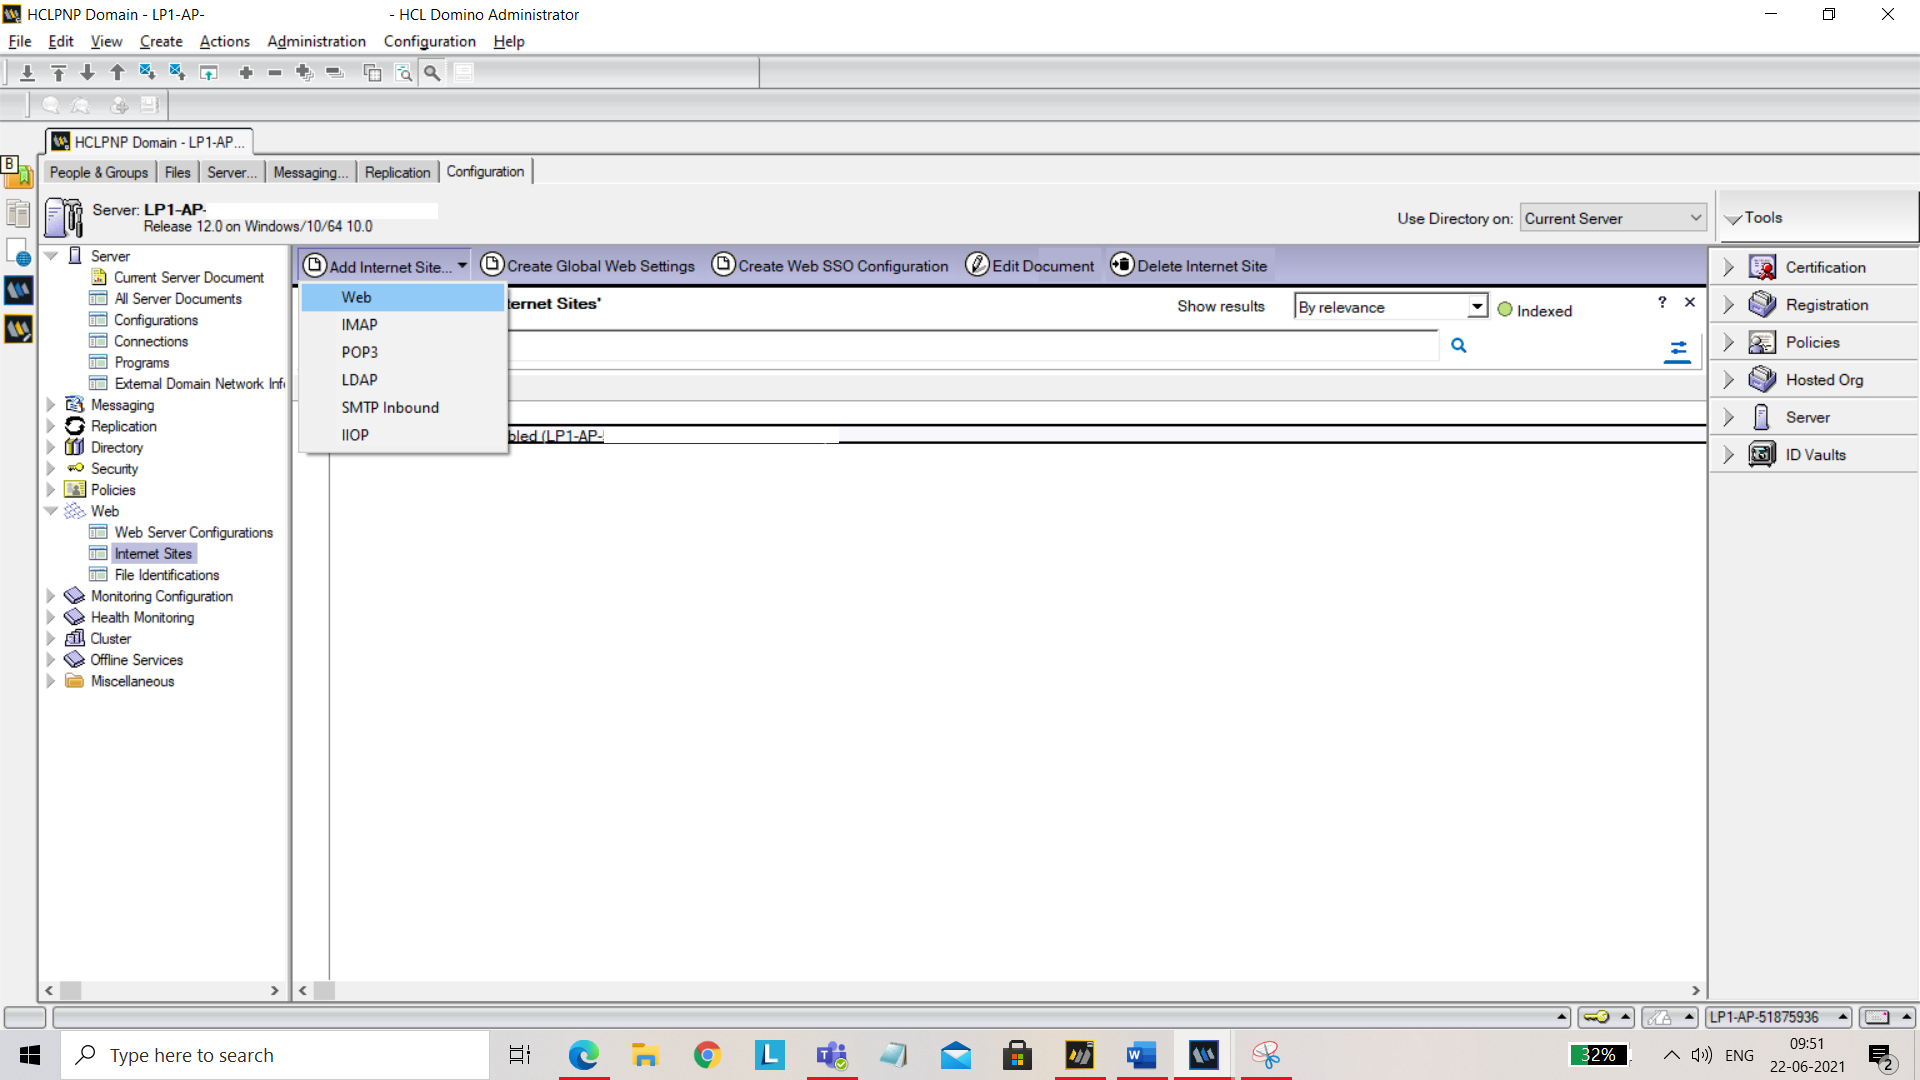 HCLPNP Domain - LP1-AP- - HCL Domino Administrator
File Edit View Create Actions Administration Configuration Help
HCLPNP Domain - LP1-AP...
B
People & Groups Files Server... Messaging... Replication Configuration
Server: LP1-AP-
Release 12.0 on Windows/10/64 10.0
Use Directory on: Current Server
Tools
Server
Current Server Document
All Server Documents
Configurations
Connections
Programs
External Domain Network Inf
Messaging
Replication
Directory
Security
Policies
Web
Web Server Configurations
Internet Sites
File Identifications
Monitoring Configuration
Health Monitoring
Cluster
Offline Services
Miscellaneous
Add Internet Site... Create Global Web Settings Create Web SSO Configuration Edit Document Delete Internet Site
Web
IMAP
POP3
LDAP
SMTP Inbound
IIOP
ternet Sites'
Show results By relevance Indexed ? ×
bled (LP1-AP-
Certification
Registration
Policies
Hosted Org
Server
ID Vaults
LP1-AP-51875936
Type here to search
32%
ENG
09:51
22-06-2021
2